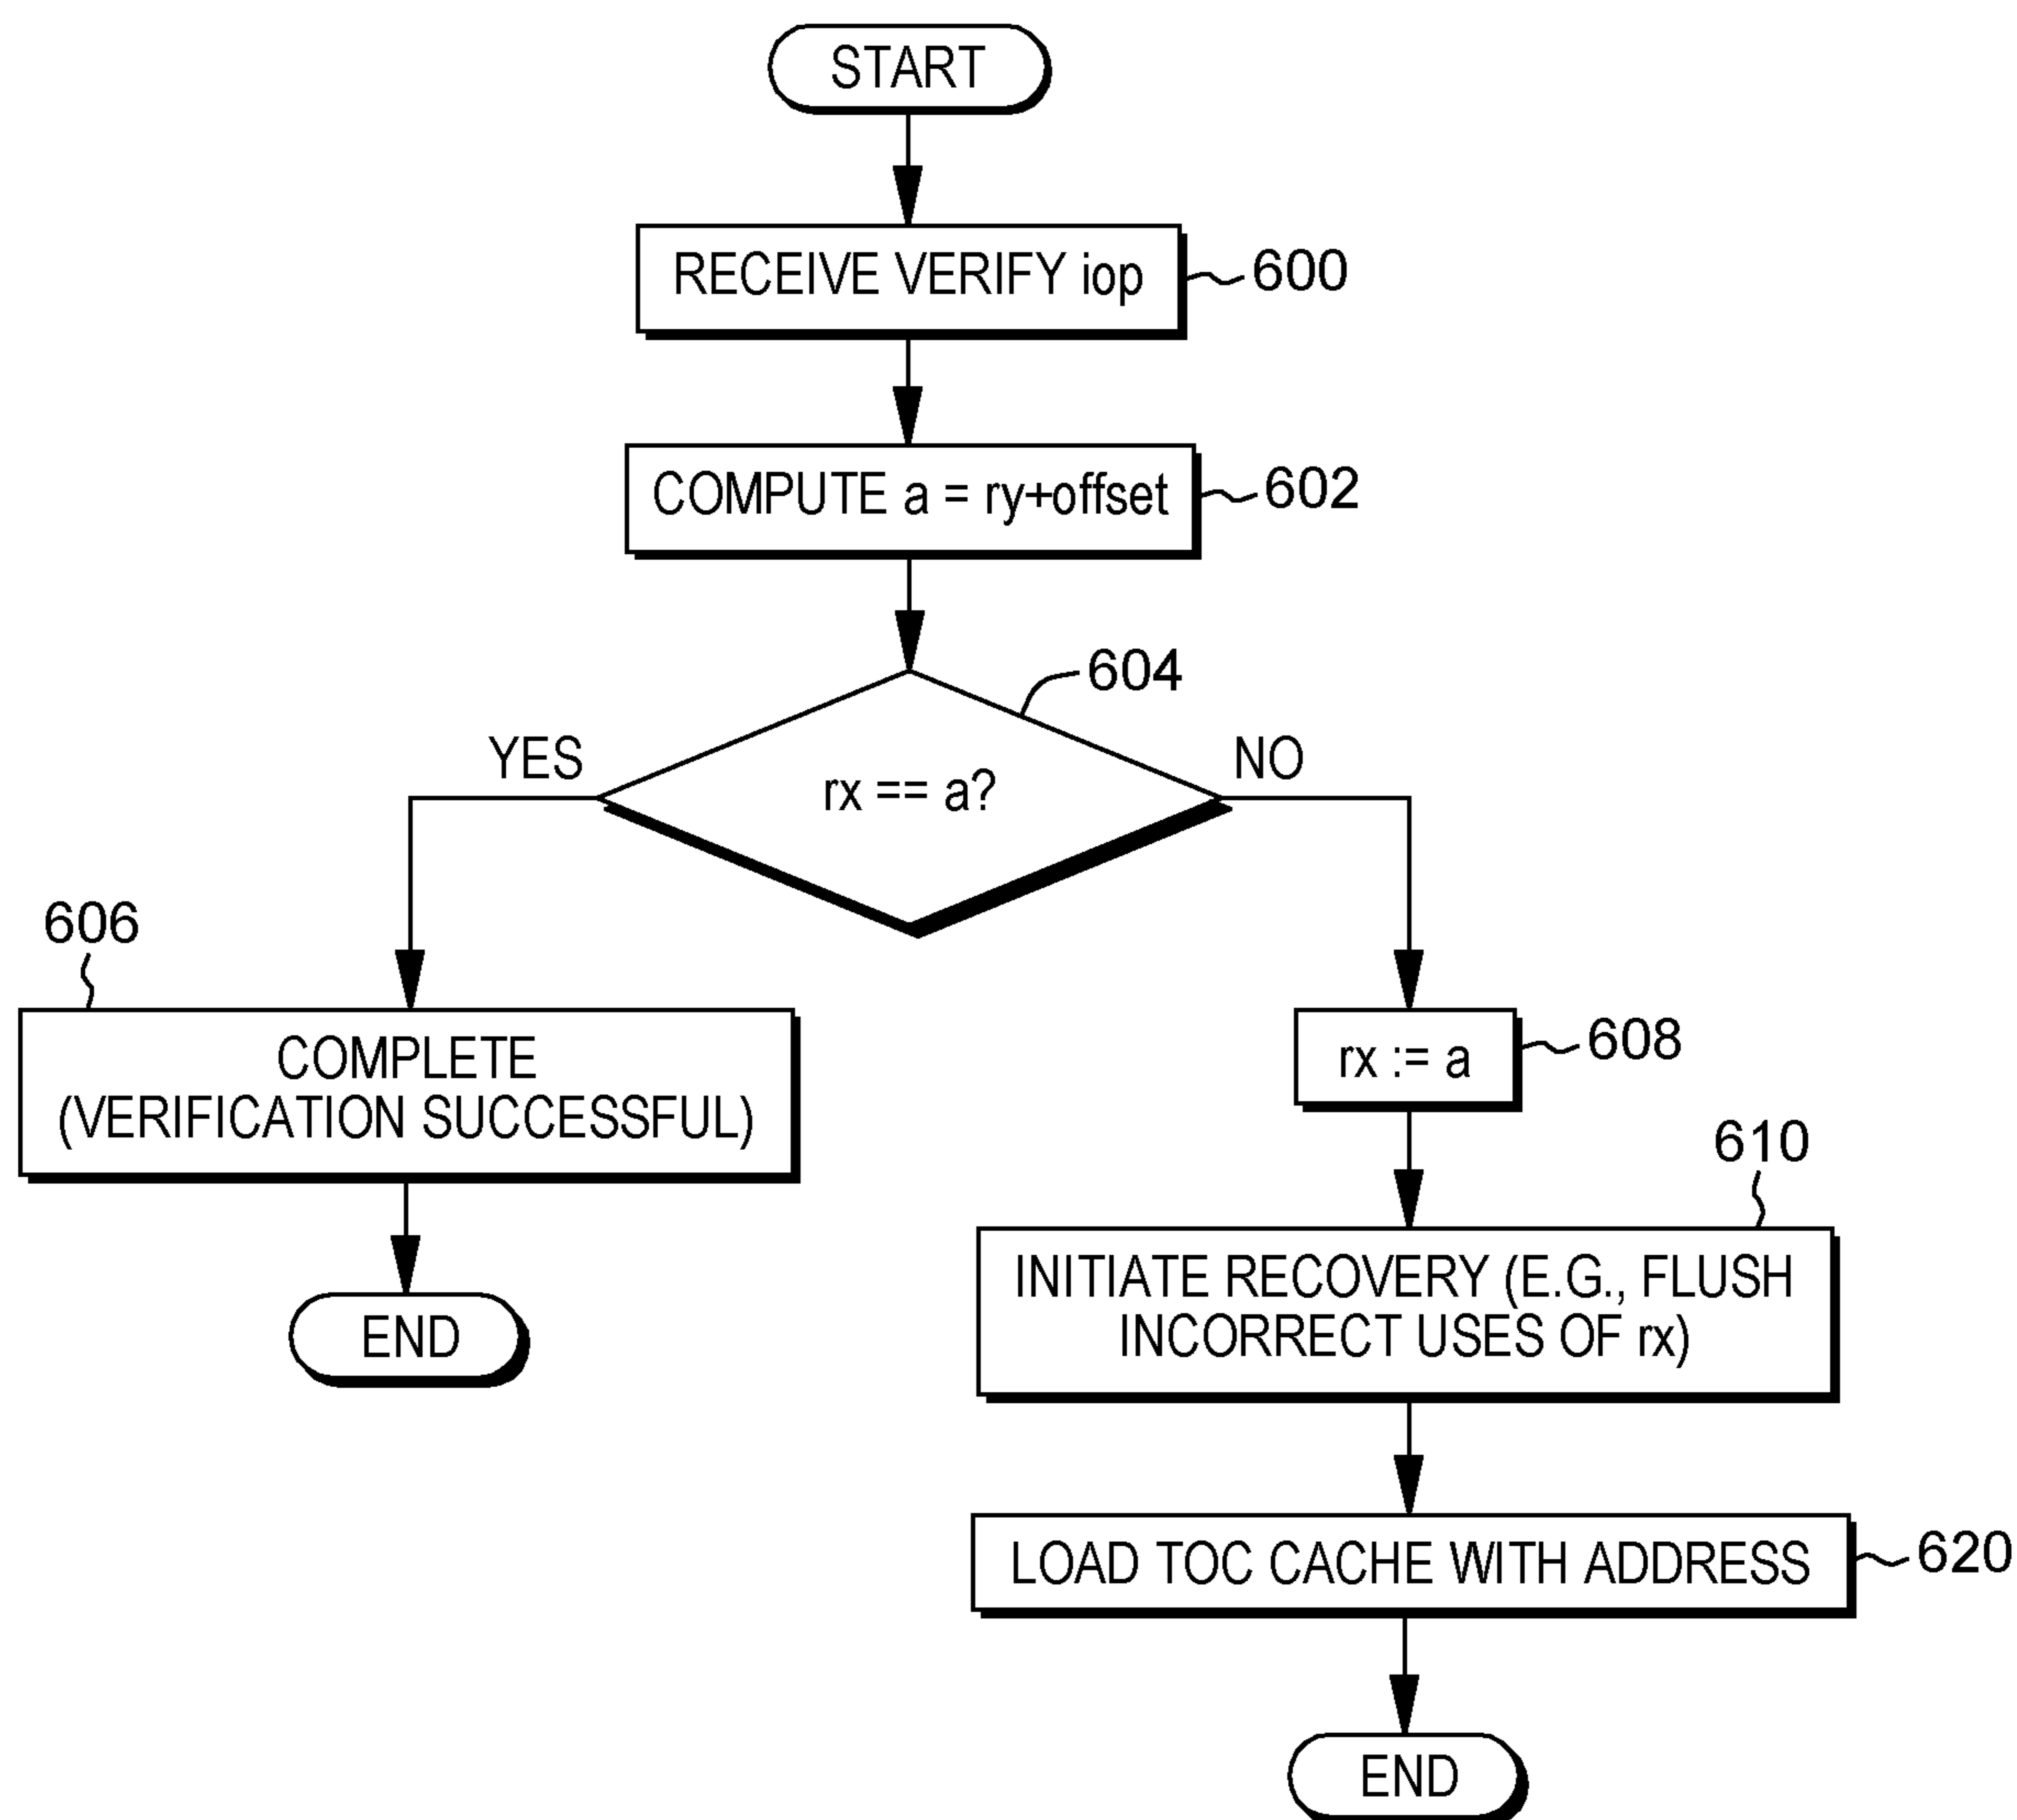 START
RECEIVE VERIFY iop
600
COMPUTE a = ry+offset
602
604
YES
rx == a?
NO
606
COMPLETE
(VERIFICATION SUCCESSFUL)
END
rx := a
608
610
INITIATE RECOVERY (E.G., FLUSH
INCORRECT USES OF rx)
LOAD TOC CACHE WITH ADDRESS
620
END